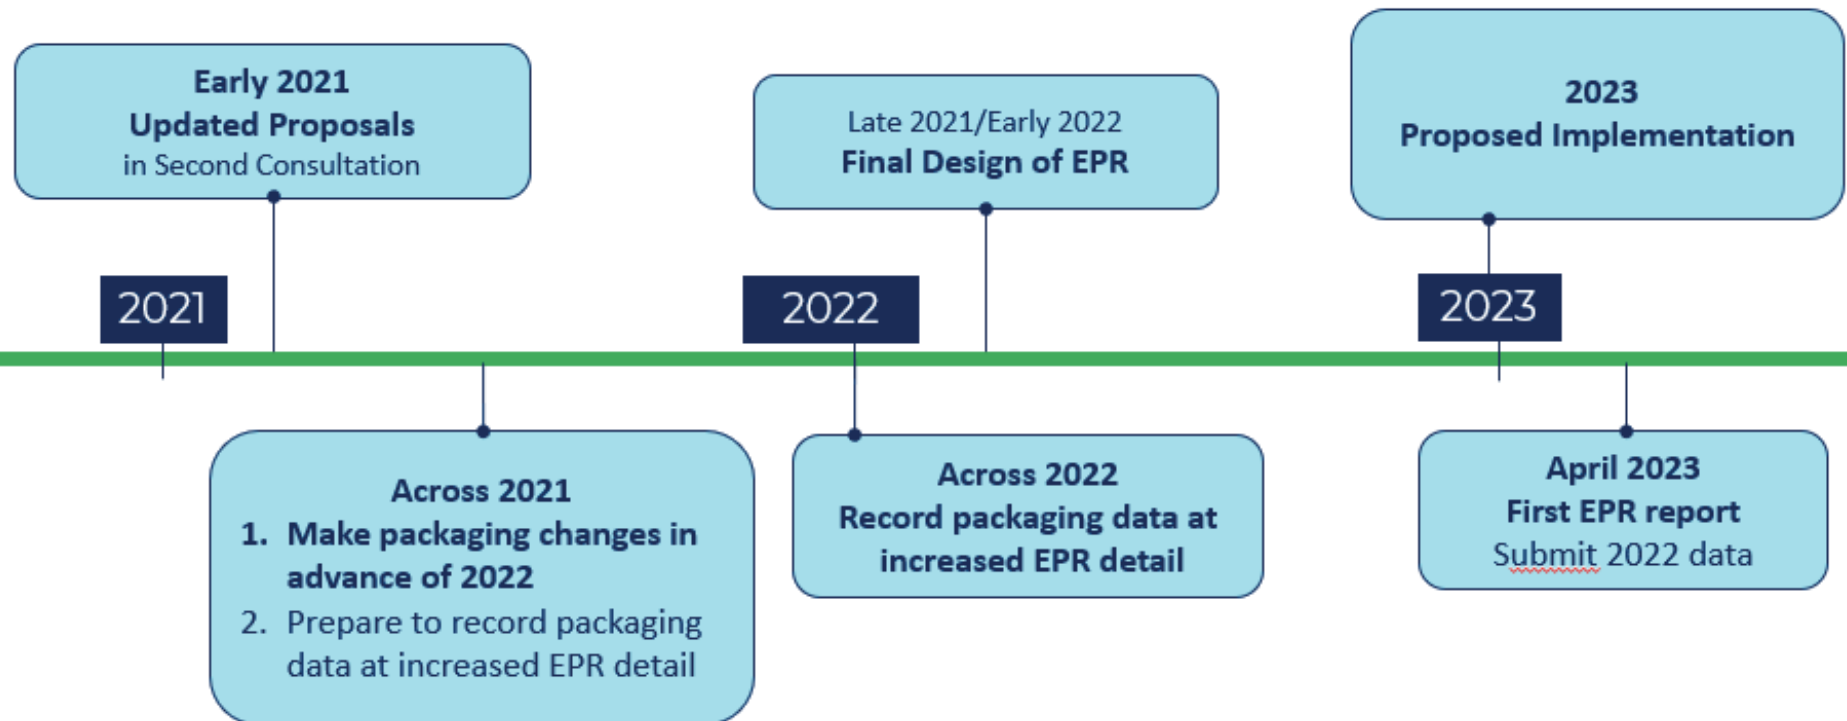 Early 2021
Updated Proposals
in Second Consultation
Late 2021/Early 2022
Final Design of EPR
2023
Proposed Implementation
2021
2022
2023
Across 2021
1. Make packaging changes in
advance of 2022
2. Prepare to record packaging
data at increased EPR detail
Across 2022
Record packaging data at
increased EPR detail
April 2023
First EPR report
Submit 2022 data